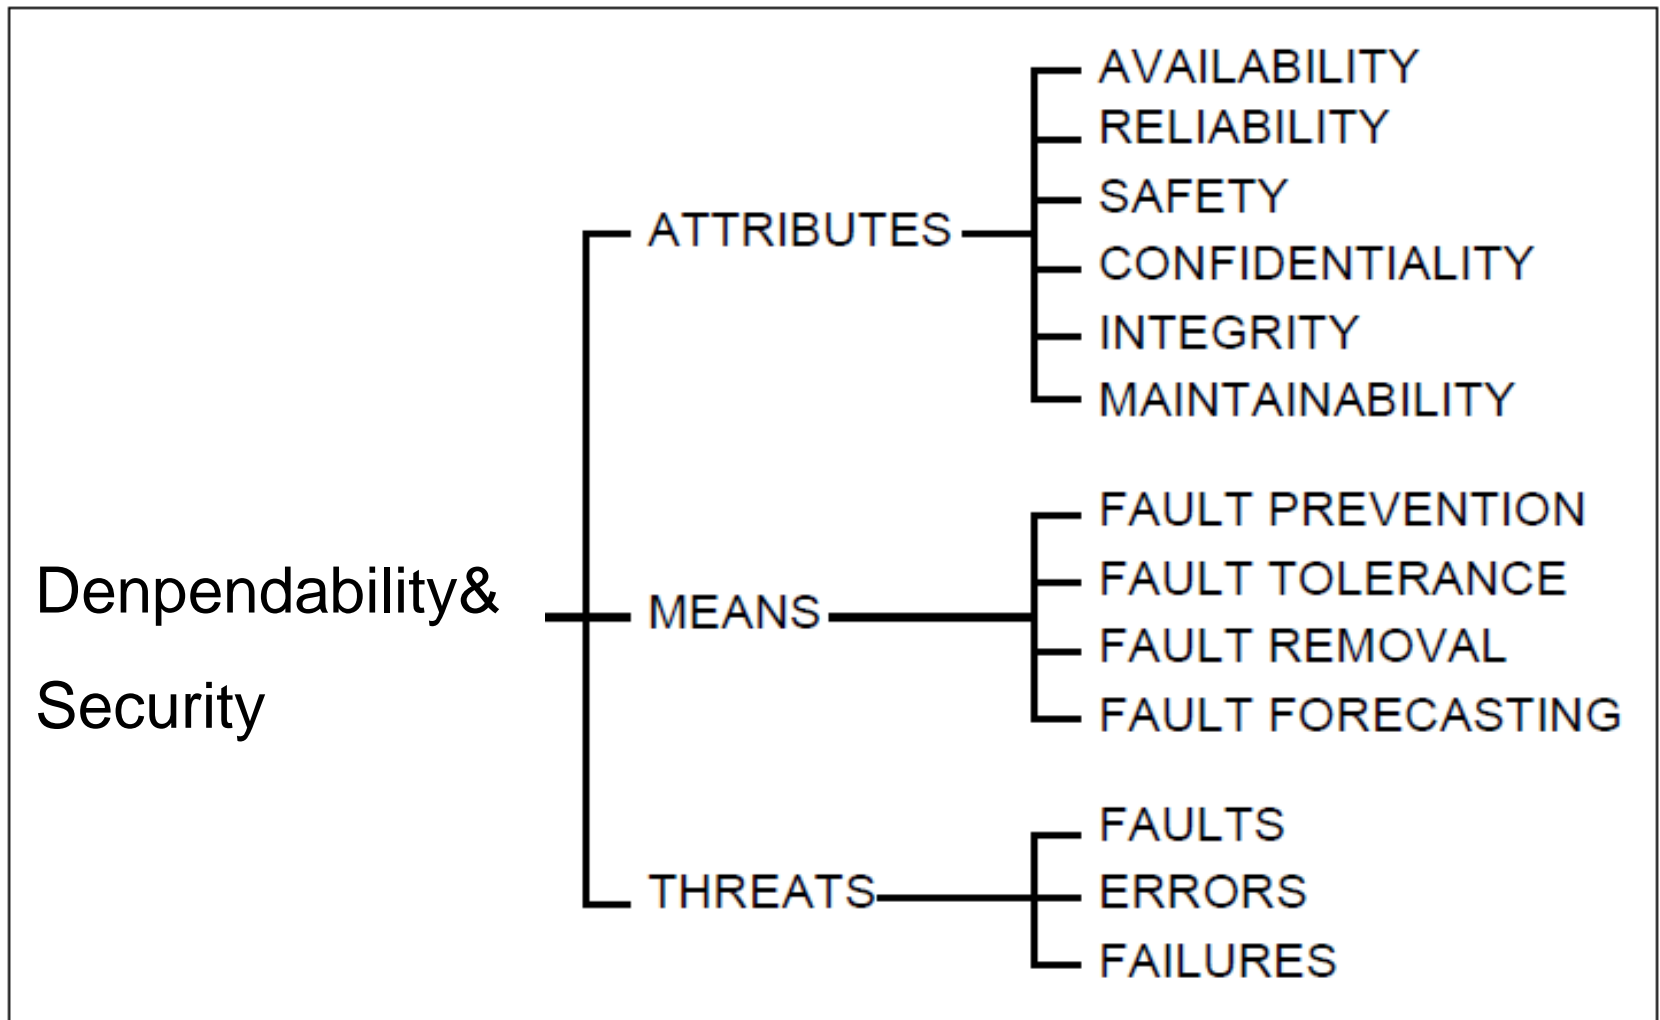 AVAILABILITY
RELIABILITY
SAFETY
ATTRIBUTES
CONFIDENTIALITY
INTEGRITY
MAINTAINABILITY
FAULT PREVENTION
Denpendability&
FAULT TOLERANCE
MEANS
FAULT REMOVAL
Security
FAULT FORECASTING
FAULTS
THREATS
ERRORS
FAILURES